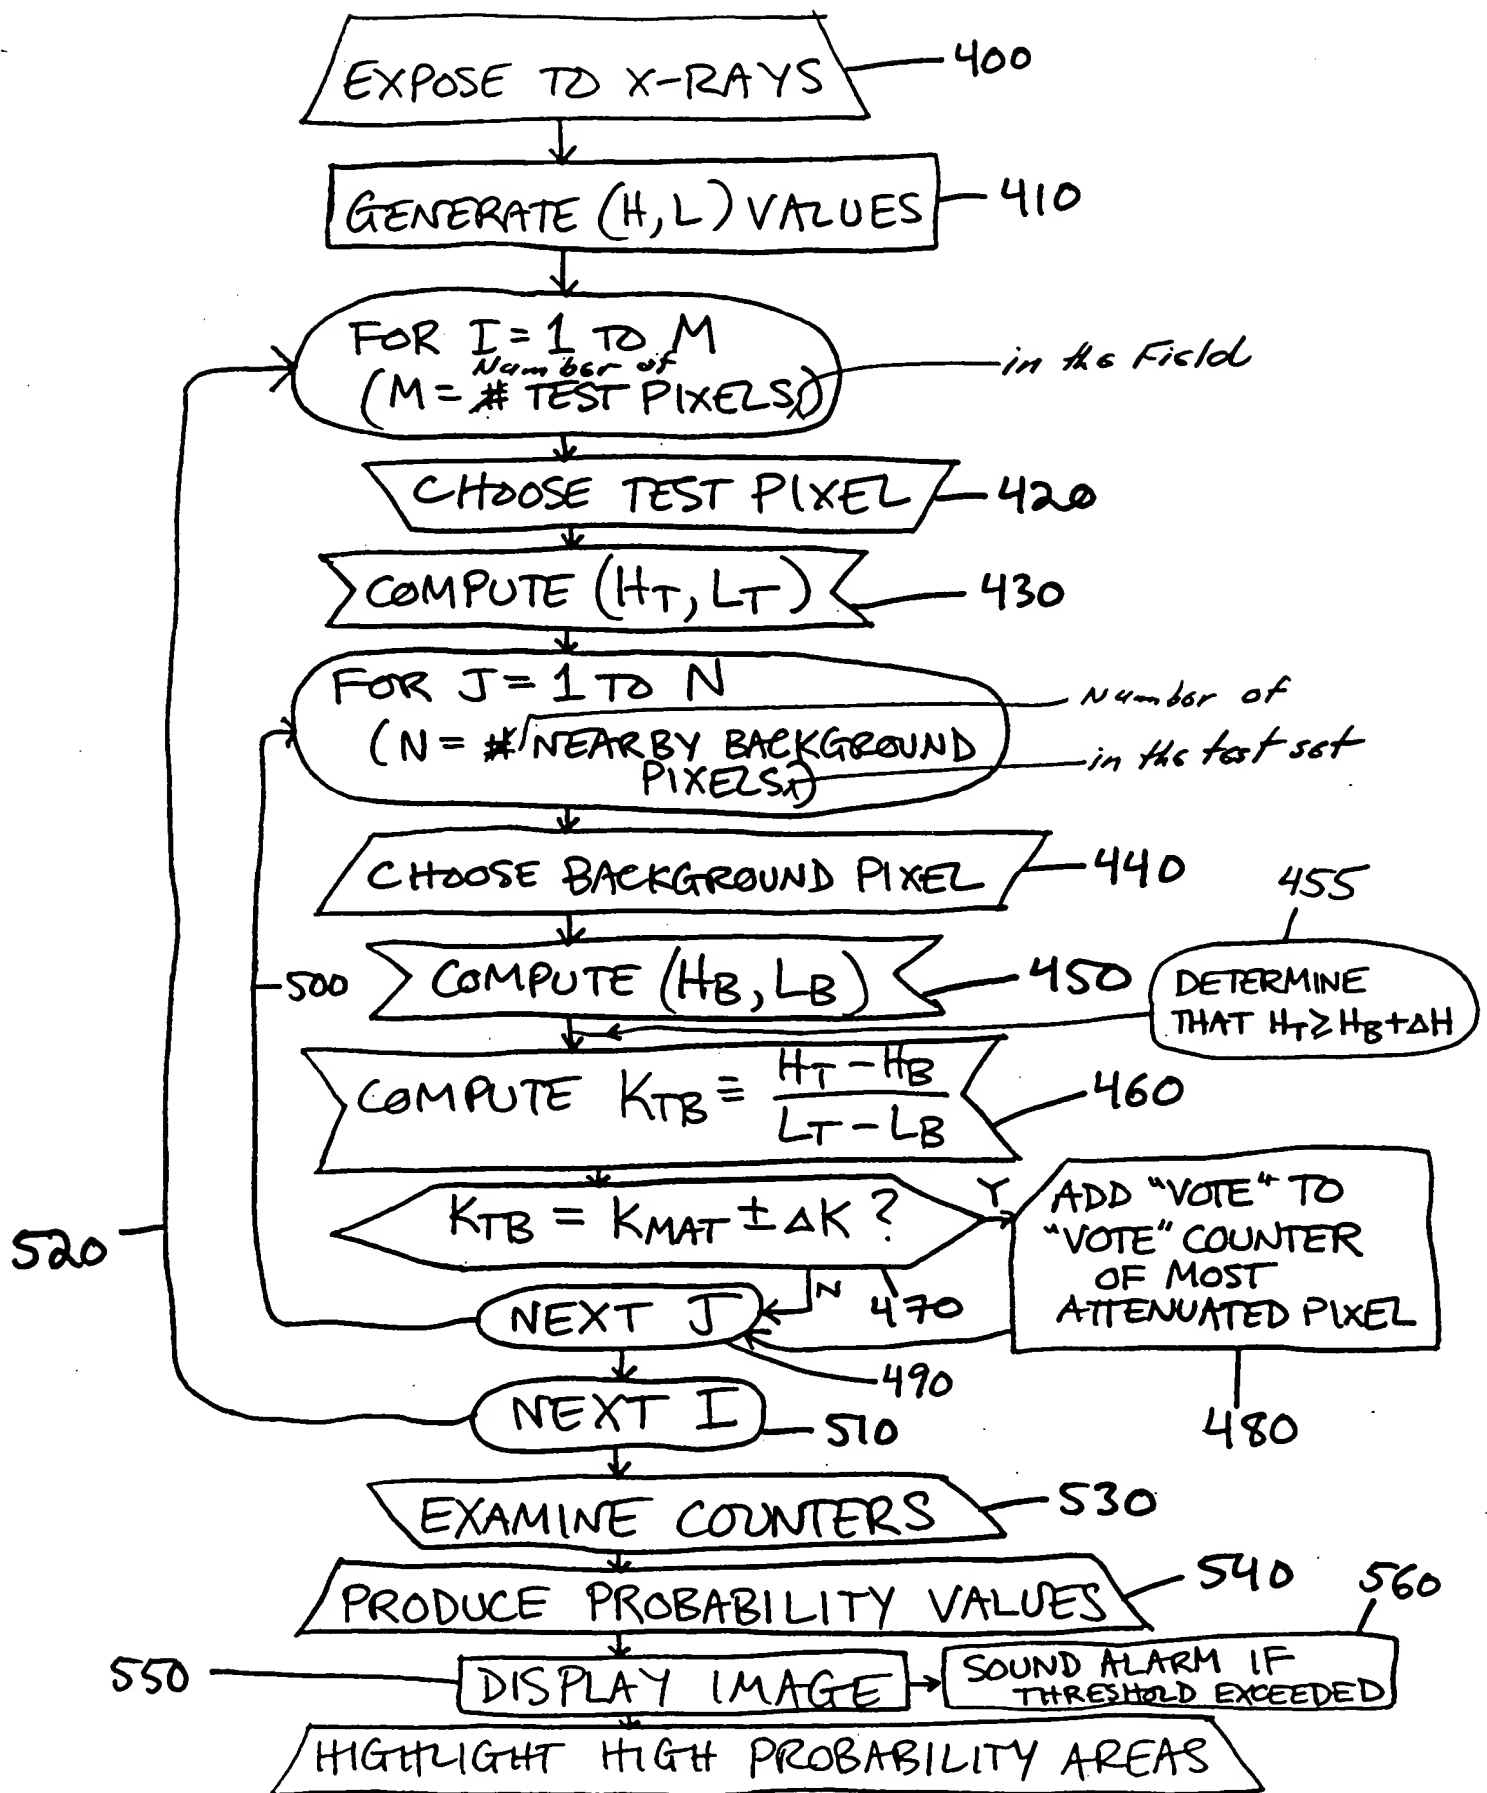 EXPOSE TO X-RAYS
400
GENERATE (H,L) VALUES
410
FOR I = 1 TO M
Number of
(M = # TEST PIXELS)
in the Field
CHOOSE TEST PIXEL
420
COMPUTE (HT, LT)
430
FOR J = 1 TO N
Number of
(N = # NEARBY BACKGROUND
PIXELS)
in the test set
CHOOSE BACKGROUND PIXEL
440
455
500
COMPUTE (HB, LB)
450
DETERMINE
THAT HT ≥ HB + ΔH
COMPUTE KTB ≡ HT - HB
LT - LB
460
KTB = KMAT ± ΔK ?
Y
ADD "VOTE" TO
"VOTE" COUNTER
OF MOST
ATTENUATED PIXEL
520
N
470
NEXT J
490
480
NEXT I
510
EXAMINE COUNTERS
530
PRODUCE PROBABILITY VALUES
540
560
550
DISPLAY IMAGE
SOUND ALARM IF
THRESHOLD EXCEEDED
HIGHLIGHT HIGH PROBABILITY AREAS